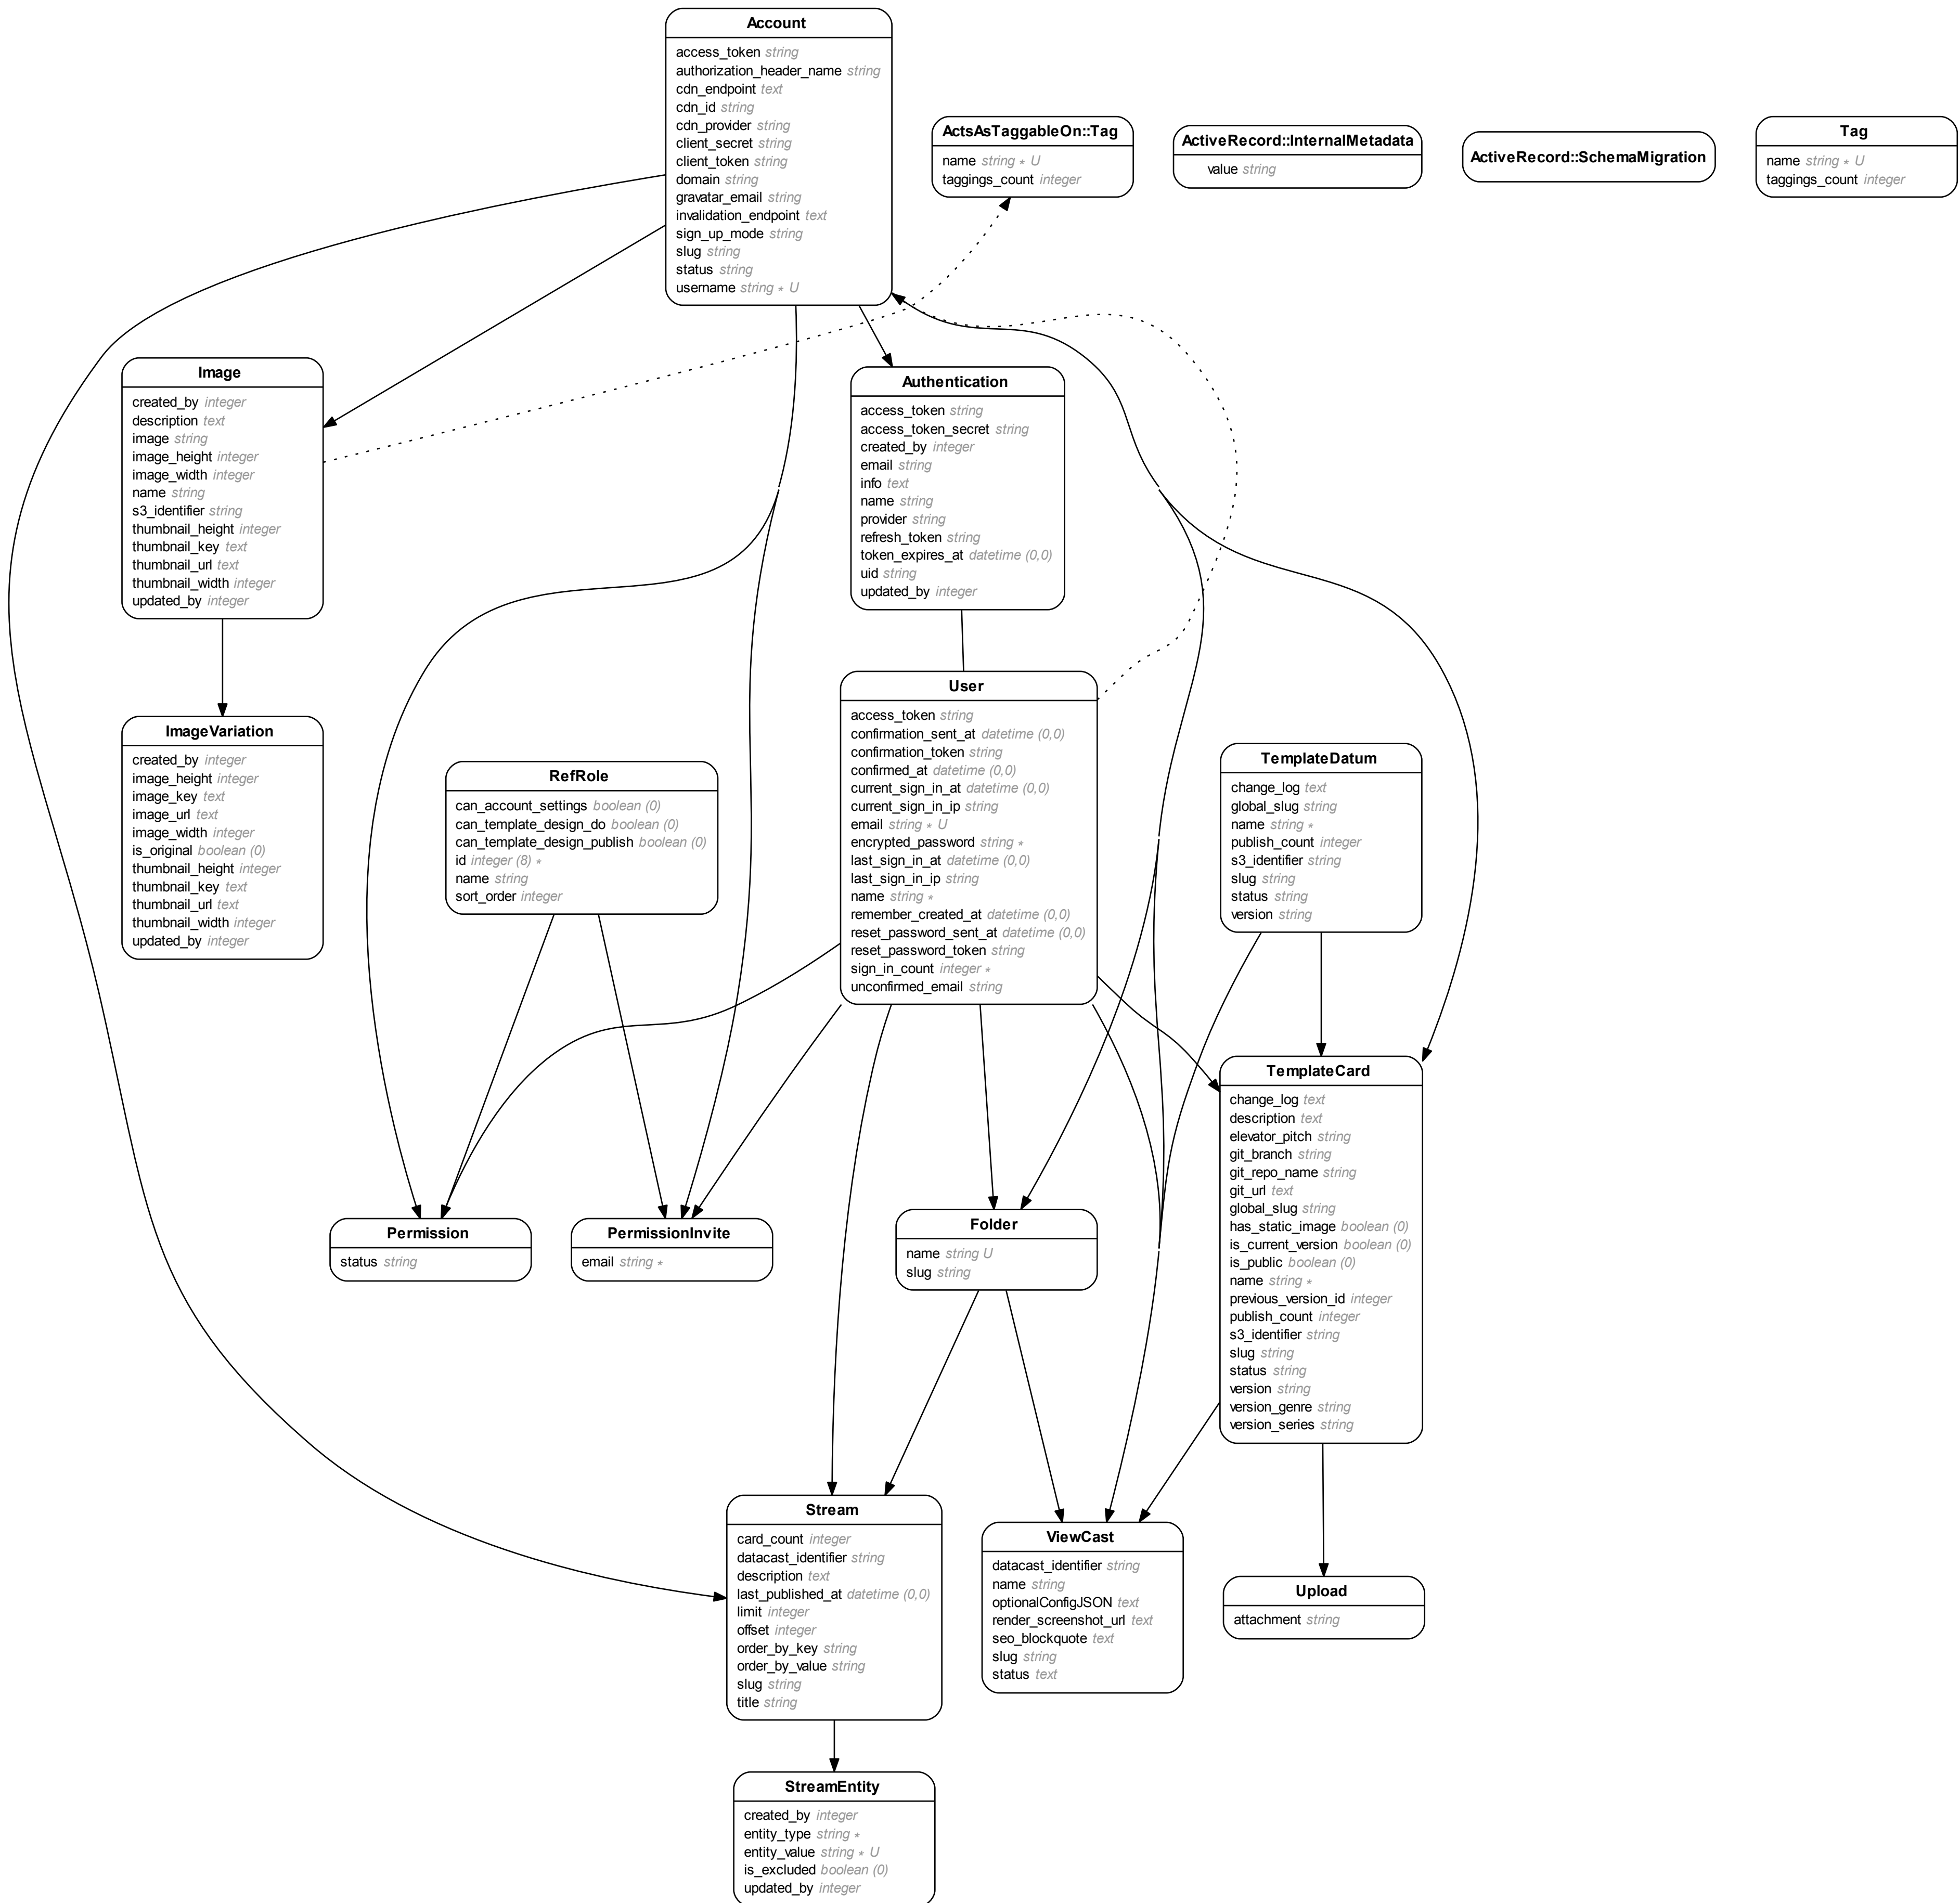 Account
access_token string
authorization_header_name string
cdn_endpoint text
cdn_id string
cdn_provider string
client_secret string
client_token string
domain string
gravatar_email string
invalidation_endpoint text
sign_up_mode string
slug string
status string
username string ∗ U
ActsAsTaggableOn::Tag
name string ∗ U
taggings_count integer
ActiveRecord::InternalMetadata
value string
ActiveRecord::SchemaMigration
Tag
name string ∗ U
taggings_count integer
Image
created_by integer
description text
image string
image_height integer
image_width integer
name string
s3_identifier string
thumbnail_height integer
thumbnail_key text
thumbnail_url text
thumbnail_width integer
updated_by integer
Authentication
access_token string
access_token_secret string
created_by integer
email string
info text
name string
provider string
refresh_token string
token_expires_at datetime (0,0)
uid string
updated_by integer
ImageVariation
created_by integer
image_height integer
image_key text
image_url text
image_width integer
is_original boolean (0)
thumbnail_height integer
thumbnail_key text
thumbnail_url text
thumbnail_width integer
updated_by integer
RefRole
can_account_settings boolean (0)
can_template_design_do boolean (0)
can_template_design_publish boolean (0)
id integer (8) ∗
name string
sort_order integer
User
access_token string
confirmation_sent_at datetime (0,0)
confirmation_token string
confirmed_at datetime (0,0)
current_sign_in_at datetime (0,0)
current_sign_in_ip string
email string ∗ U
encrypted_password string ∗
last_sign_in_at datetime (0,0)
last_sign_in_ip string
name string ∗
remember_created_at datetime (0,0)
reset_password_sent_at datetime (0,0)
reset_password_token string
sign_in_count integer ∗
unconfirmed_email string
TemplateDatum
change_log text
global_slug string
name string ∗
publish_count integer
s3_identifier string
slug string
status string
version string
TemplateCard
change_log text
description text
elevator_pitch string
git_branch string
git_repo_name string
git_url text
global_slug string
has_static_image boolean (0)
is_current_version boolean (0)
is_public boolean (0)
name string ∗
previous_version_id integer
publish_count integer
s3_identifier string
slug string
status string
version string
version_genre string
version_series string
Permission
status string
PermissionInvite
email string ∗
Folder
name string U
slug string
Stream
card_count integer
datacast_identifier string
description text
last_published_at datetime (0,0)
limit integer
offset integer
order_by_key string
order_by_value string
slug string
title string
ViewCast
datacast_identifier string
name string
optionalConfigJSON text
render_screenshot_url text
seo_blockquote text
slug string
status text
Upload
attachment string
StreamEntity
created_by integer
entity_type string ∗
entity_value string ∗ U
is_excluded boolean (0)
updated_by integer